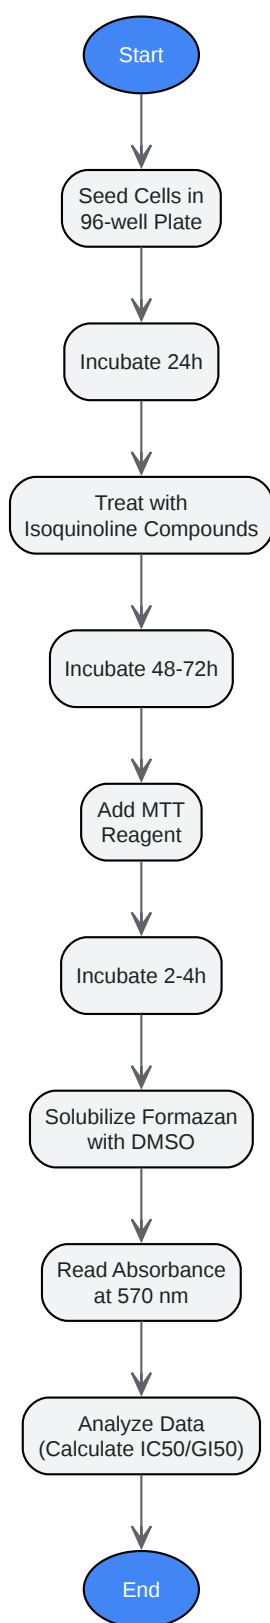 Start
Seed Cells in
96-well Plate
Incubate 24h
Treat with
Isoquinoline Compounds
Incubate 48-72h
Add MTT
Reagent
Incubate 2-4h
Solubilize Formazan
with DMSO
Read Absorbance
at 570 nm
Analyze Data
(Calculate IC50/GI50)
End